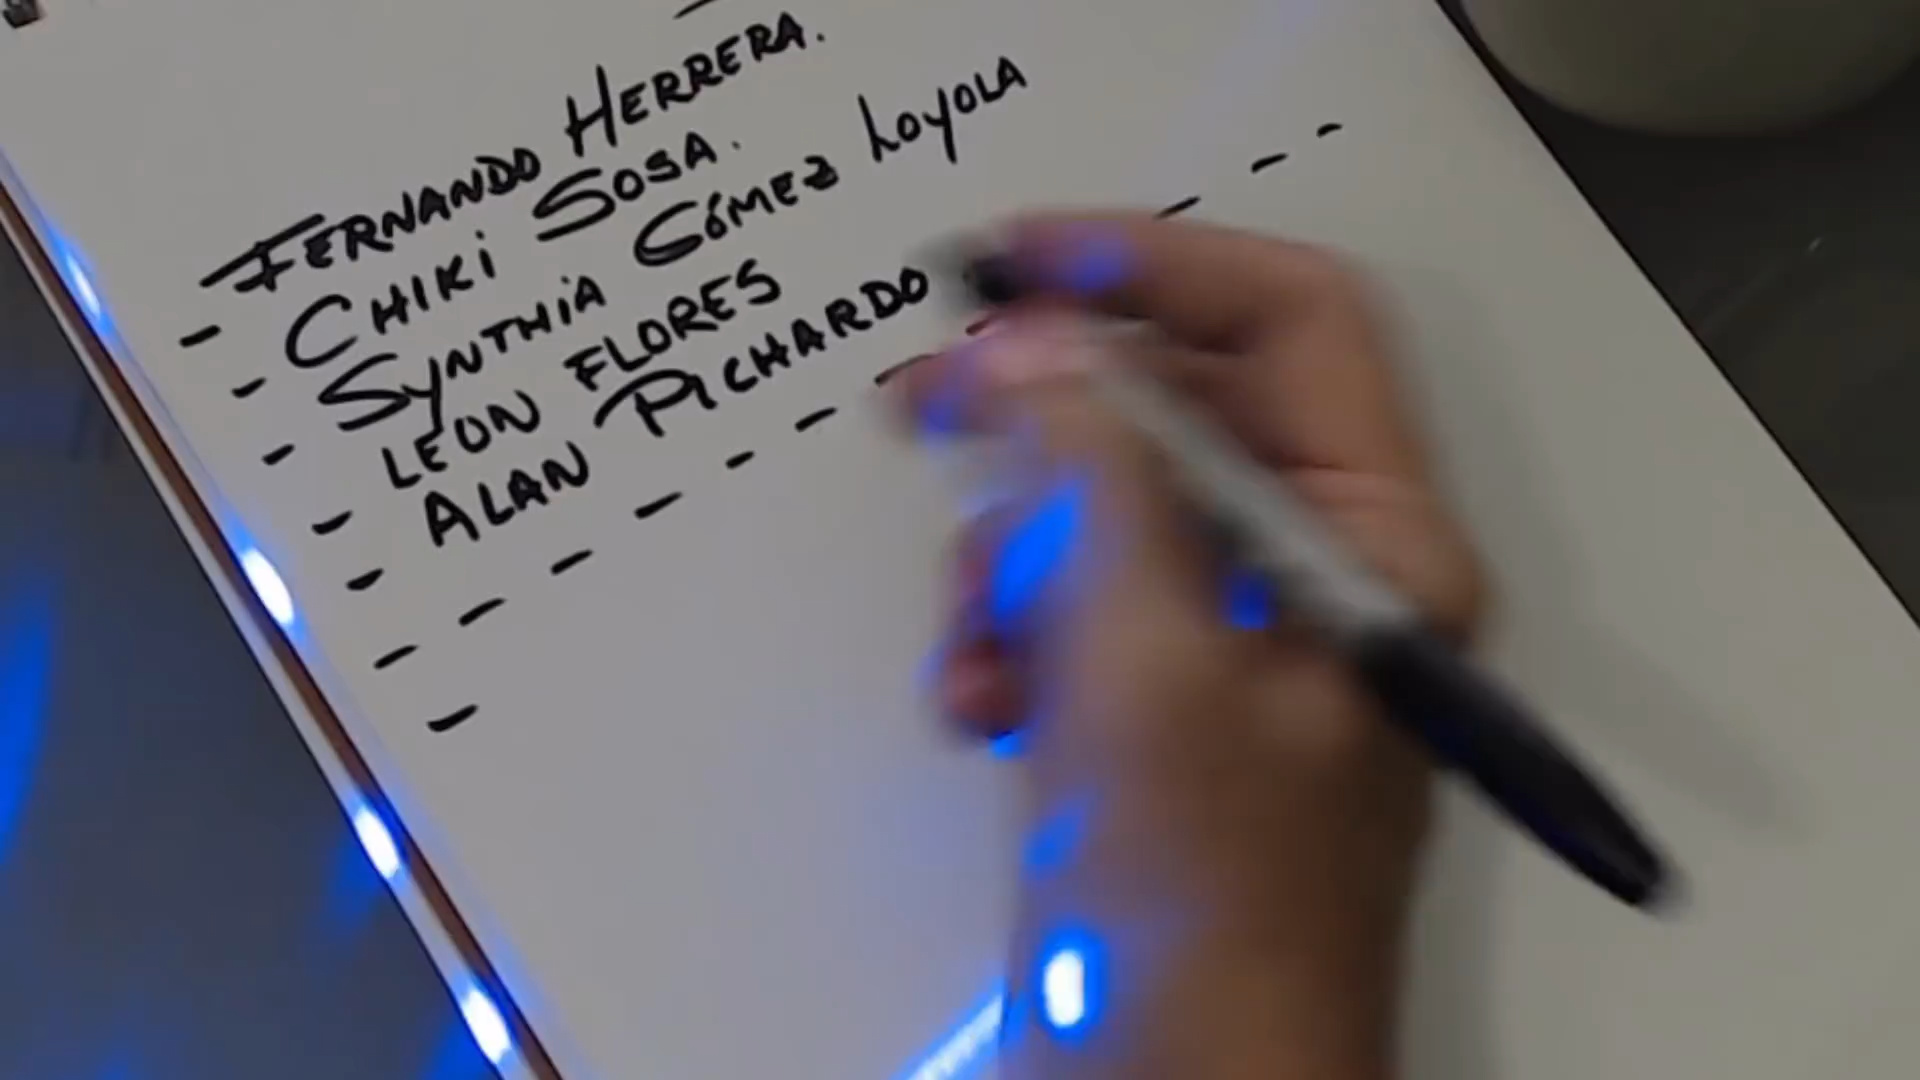 FERNANDO HERRERA.
- CHIKI SOSA.
- SYNTHIA GÓMEZ LOYOLA
- LEON FLORES
- ALAN PICHARDO
- - - - - - - - - - -
-
-